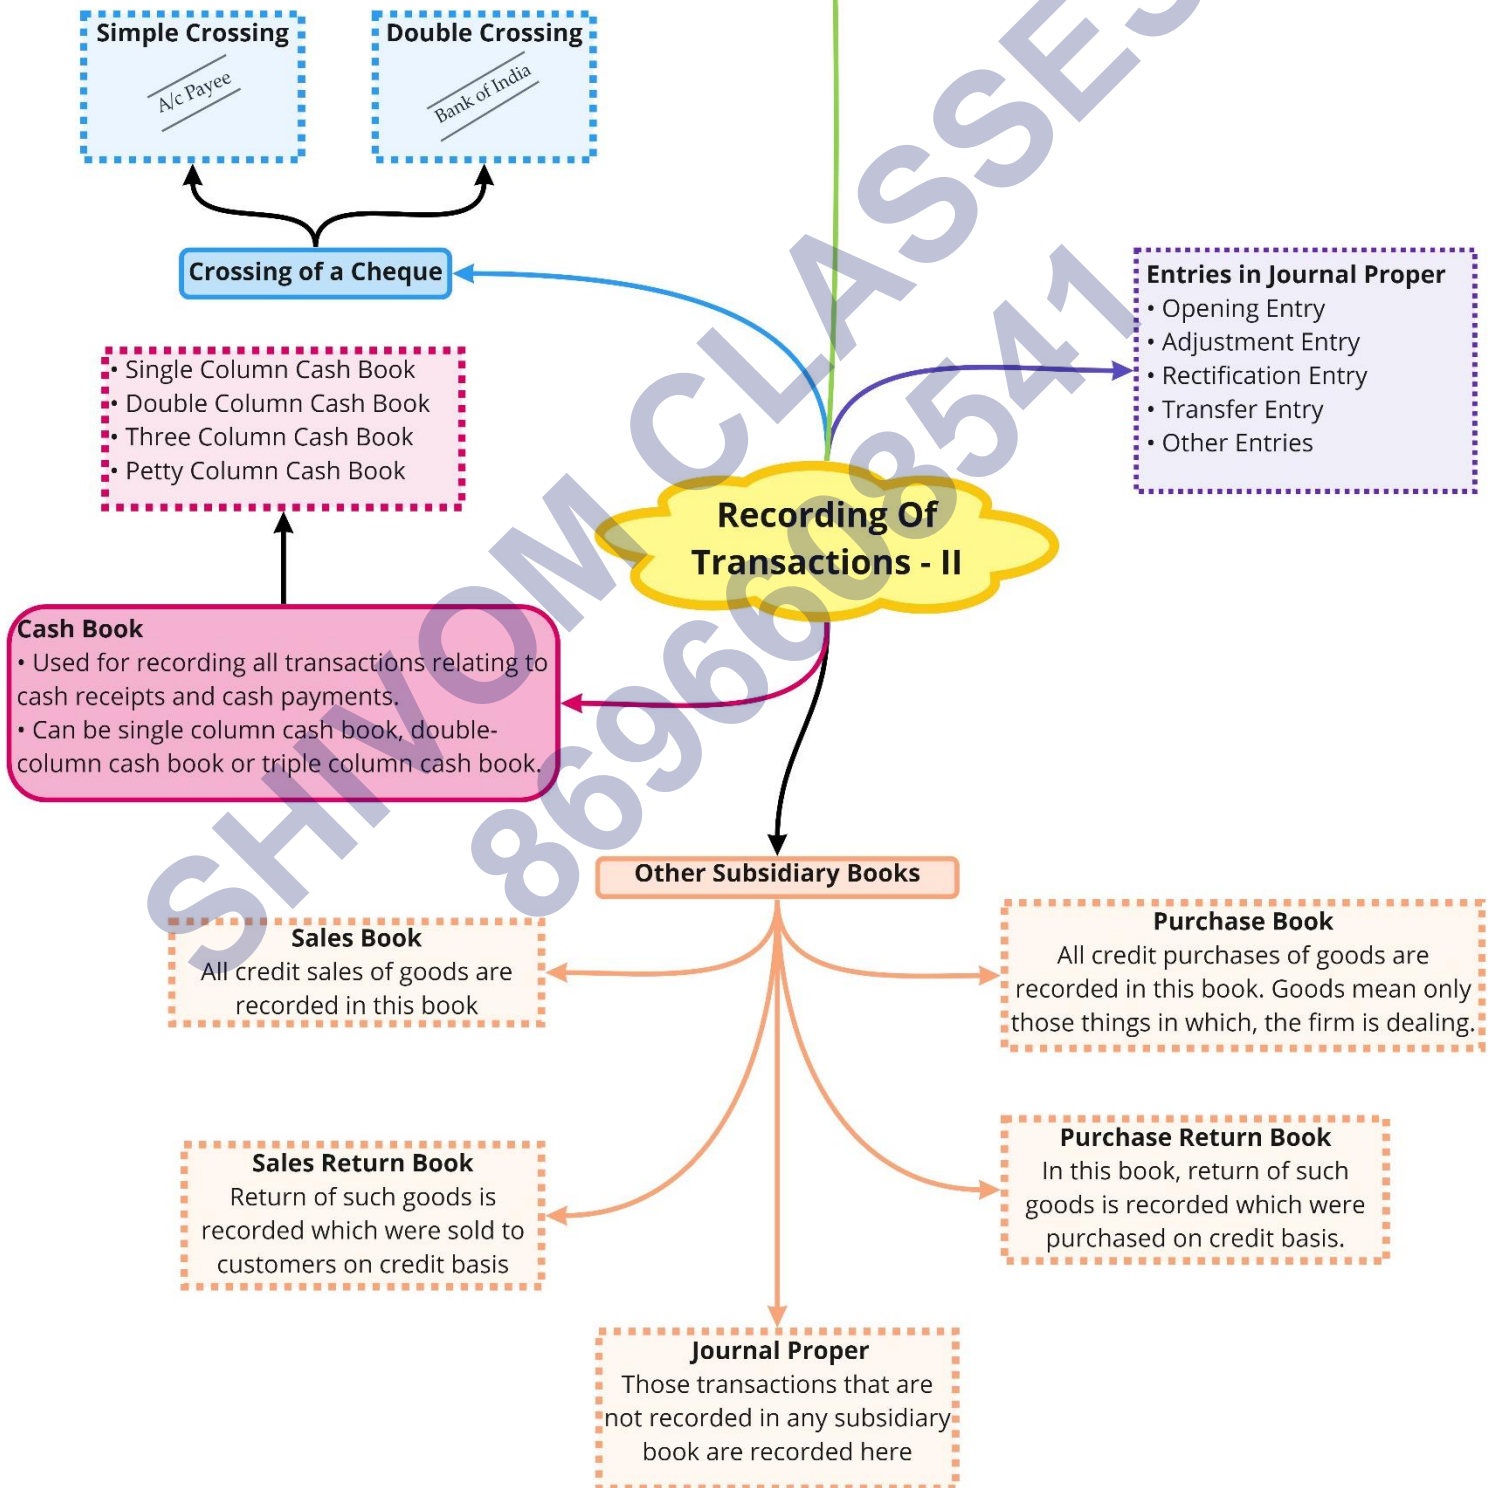 Simple Crossing
A/c Payee
Double Crossing
Bank of India
Crossing of a Cheque
Entries in Journal Proper
• Opening Entry
• Adjustment Entry
• Rectification Entry
• Transfer Entry
• Other Entries
• Single Column Cash Book
• Double Column Cash Book
• Three Column Cash Book
• Petty Column Cash Book
Recording Of
Transactions - II
Cash Book
• Used for recording all transactions relating to
cash receipts and cash payments.
• Can be single column cash book, double-
column cash book or triple column cash book.
Other Subsidiary Books
Sales Book
All credit sales of goods are
recorded in this book
Purchase Book
All credit purchases of goods are
recorded in this book. Goods mean only
those things in which, the firm is dealing.
Sales Return Book
Return of such goods is
recorded which were sold to
customers on credit basis
Purchase Return Book
In this book, return of such
goods is recorded which were
purchased on credit basis.
Journal Proper
Those transactions that are
not recorded in any subsidiary
book are recorded here
SHIVOM CLASSES
8696608541